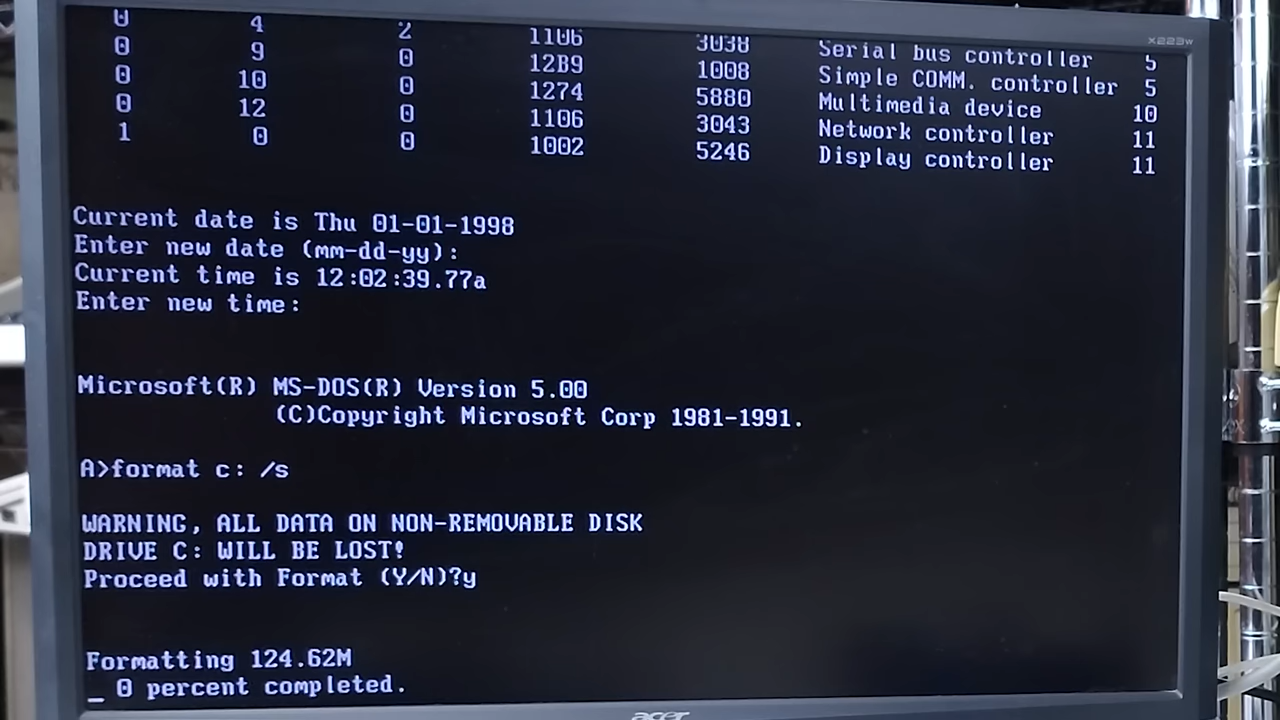 X223w
0 4 2 1106 3038 Serial bus controller 5
0 9 0 12B9 1008 Simple COMM. controller 5
0 10 0 1274 5880 Multimedia device 10
0 12 0 1106 3043 Network controller 11
1 0 0 1002 5246 Display controller 11
Current date is Thu 01-01-1998
Enter new date (mm-dd-yy):
Current time is 12:02:39.77a
Enter new time:
Microsoft(R) MS-DOS(R) Version 5.00
(C)Copyright Microsoft Corp 1981-1991.
A>format c: /s
WARNING, ALL DATA ON NON-REMOVABLE DISK
DRIVE C: WILL BE LOST!
Proceed with Format (Y/N)?y
Formatting 124.62M
_ 0 percent completed.
acer